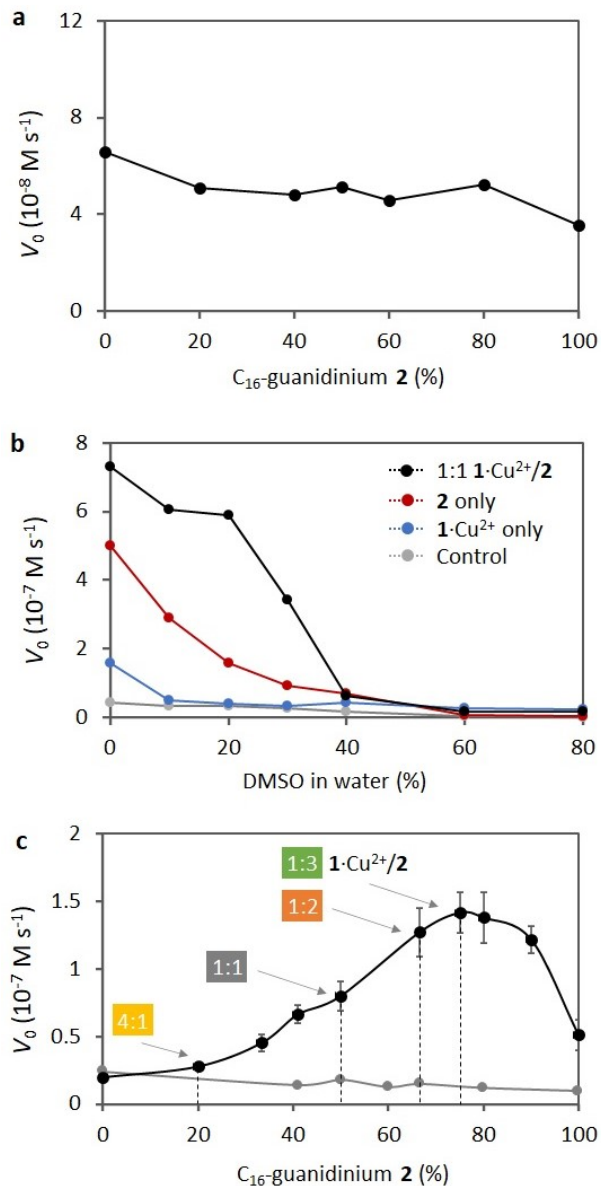 a
12
8
4
0
V₀ (10⁻⁸ M s⁻¹)
0 20 40 60 80 100
C₁₆-guanidinium 2 (%)
b
8
6
4
2
0
V₀ (10⁻⁷ M s⁻¹)
1:1 1·Cu²⁺/2
2 only
1·Cu²⁺ only
Control
0 20 40 60 80
DMSO in water (%)
c
2
1.5
1
0.5
0
V₀ (10⁻⁷ M s⁻¹)
1:3 1·Cu²⁺/2
1:2
1:1
4:1
0 20 40 60 80 100
C₁₆-guanidinium 2 (%)